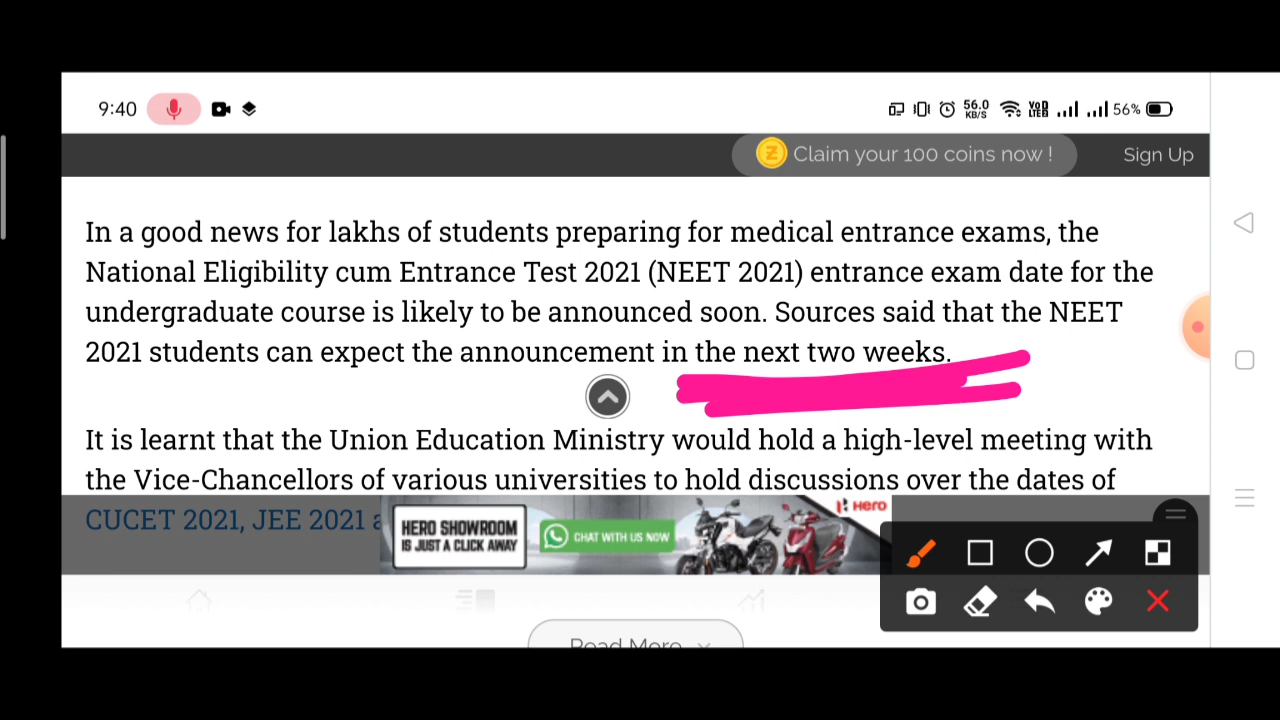 9:40
56.0
KB/S
VoD
LTE2
56%
Claim your 100 coins now !
Sign Up
In a good news for lakhs of students preparing for medical entrance exams, the
National Eligibility cum Entrance Test 2021 (NEET 2021) entrance exam date for the
undergraduate course is likely to be announced soon. Sources said that the NEET
2021 students can expect the announcement in the next two weeks.
It is learnt that the Union Education Ministry would hold a high-level meeting with
the Vice-Chancellors of various universities to hold discussions over the dates of
CUCET 2021, JEE 2021
HERO SHOWROOM
IS JUST A CLICK AWAY
CHAT WITH US NOW
Hero
Read More